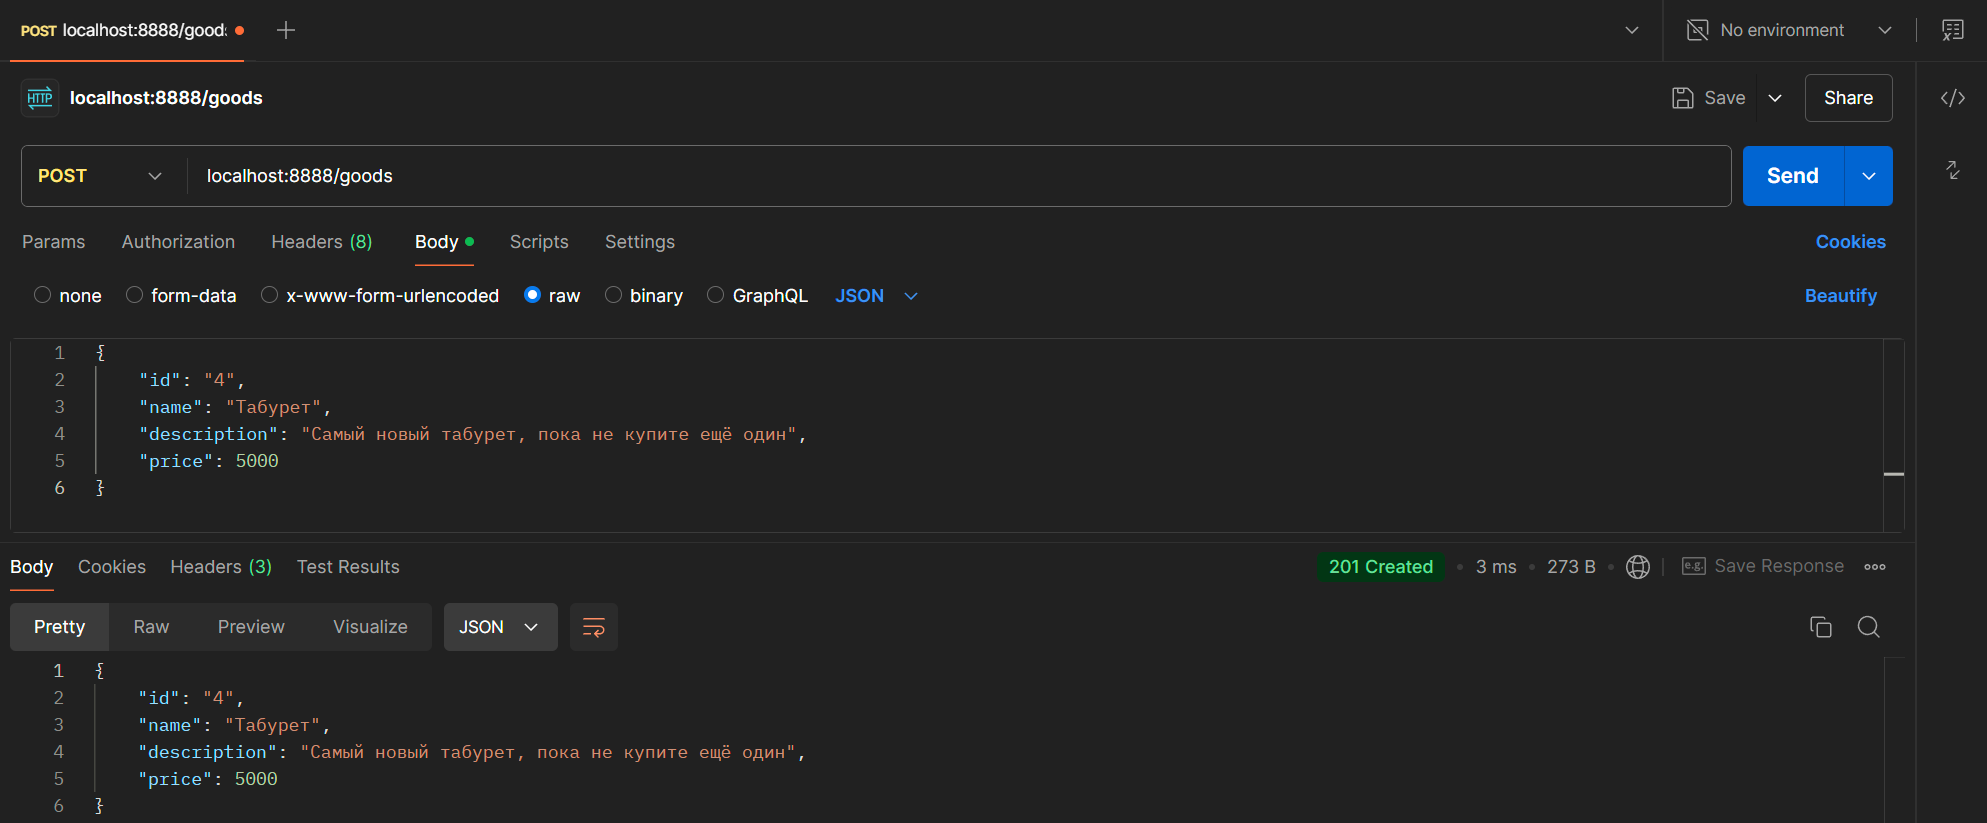 POST localhost:8888/good
No environment
HTTP localhost:8888/goods
Save
Share
POST localhost:8888/goods
Send
Params Authorization Headers (8) Body Scripts Settings Cookies
none form-data x-www-form-urlencoded raw binary GraphQL JSON Beautify
1 {
2 "id": "4",
3 "name": "Табурет",
4 "description": "Самый новый табурет, пока не купите ещё один",
5 "price": 5000
6 }
Body Cookies Headers (3) Test Results 201 Created 3 ms 273 B e.g. Save Response
Pretty Raw Preview Visualize JSON
1 {
2 "id": "4",
3 "name": "Табурет",
4 "description": "Самый новый табурет, пока не купите ещё один",
5 "price": 5000
6 }